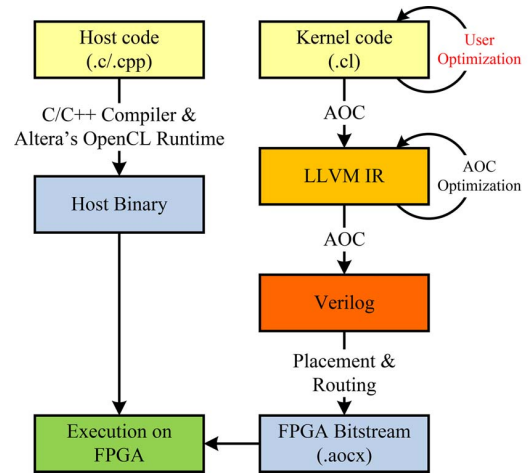 Host code
(.c/.cpp)
Kernel code
(.cl)
User
Optimization
C/C++ Compiler &
Altera's OpenCL Runtime
AOC
Host Binary
LLVM IR
AOC
Optimization
AOC
Verilog
Placement &
Routing
Execution on
FPGA
FPGA Bitstream
(.aocx)